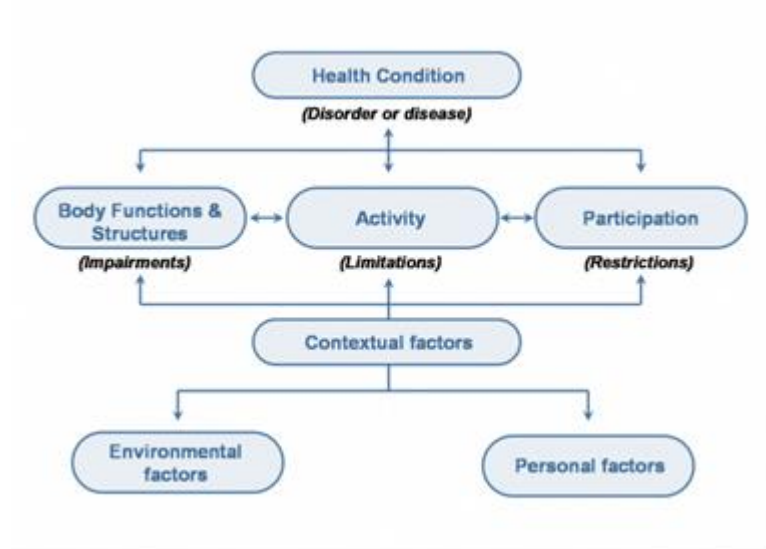 Health Condition
(Disorder or disease)
Body Functions &
Structures
Activity
Participation
(Impairments)
(Limitations)
(Restrictions)
Contextual factors
Environmental
factors
Personal factors